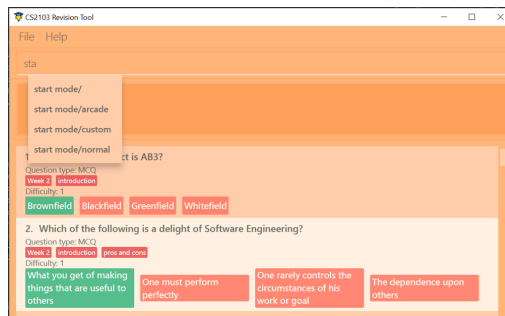 CS2103 Revision Tool
File Help
sta
start mode/
start mode/arcade
start mode/custom
start mode/normal
1 ct is AB3?
Question type: MCQ
Week 2 introduction
Difficulty: 1
Brownfield Blackfield Greenfield Whitefield
2. Which of the following is a delight of Software Engineering?
Question type: MCQ
Week 2 introduction pros and cons
Difficulty: 1
What you get of making things that are useful to others
One must perform perfectly
One rarely controls the circumstances of his work or goal
The dependence upon others